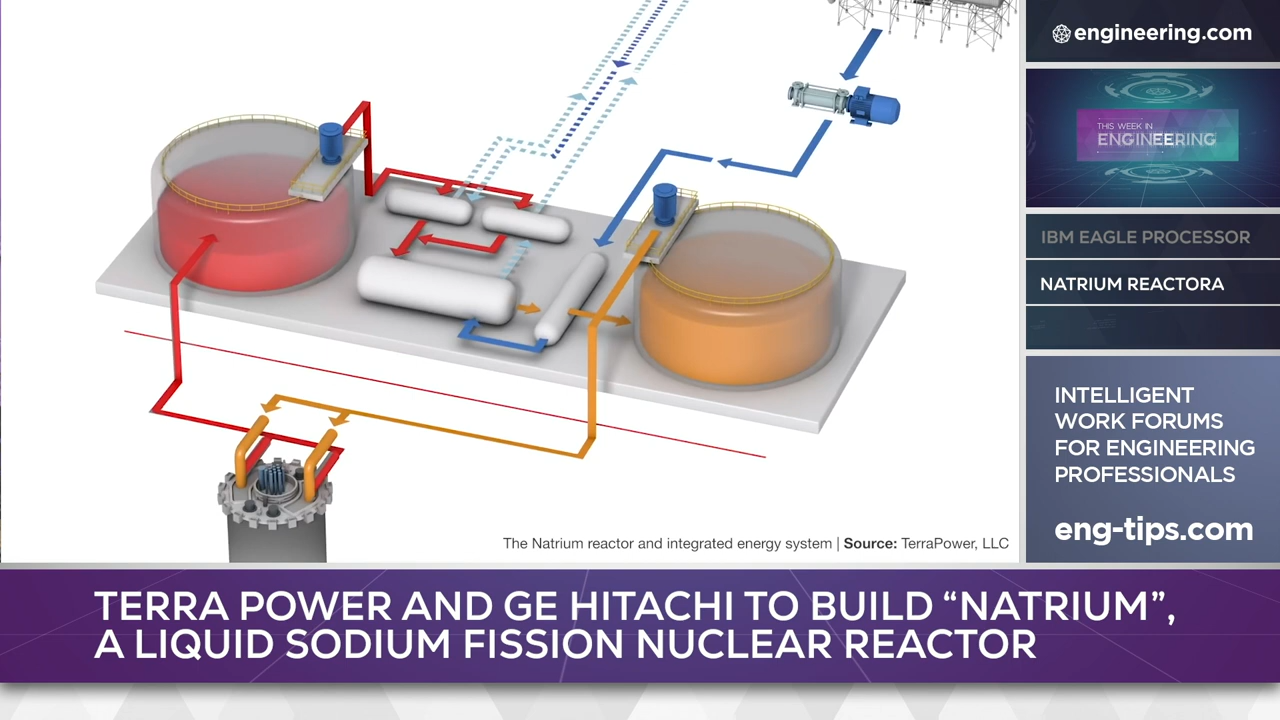 engineering.com
THIS WEEK IN
ENGINEERING
IBM EAGLE PROCESSOR
NATRIUM REACTORA
INTELLIGENT
WORK FORUMS
FOR ENGINEERING
PROFESSIONALS
eng-tips.com
The Natrium reactor and integrated energy system | Source: TerraPower, LLC
TERRA POWER AND GE HITACHI TO BUILD “NATRIUM”,
A LIQUID SODIUM FISSION NUCLEAR REACTOR